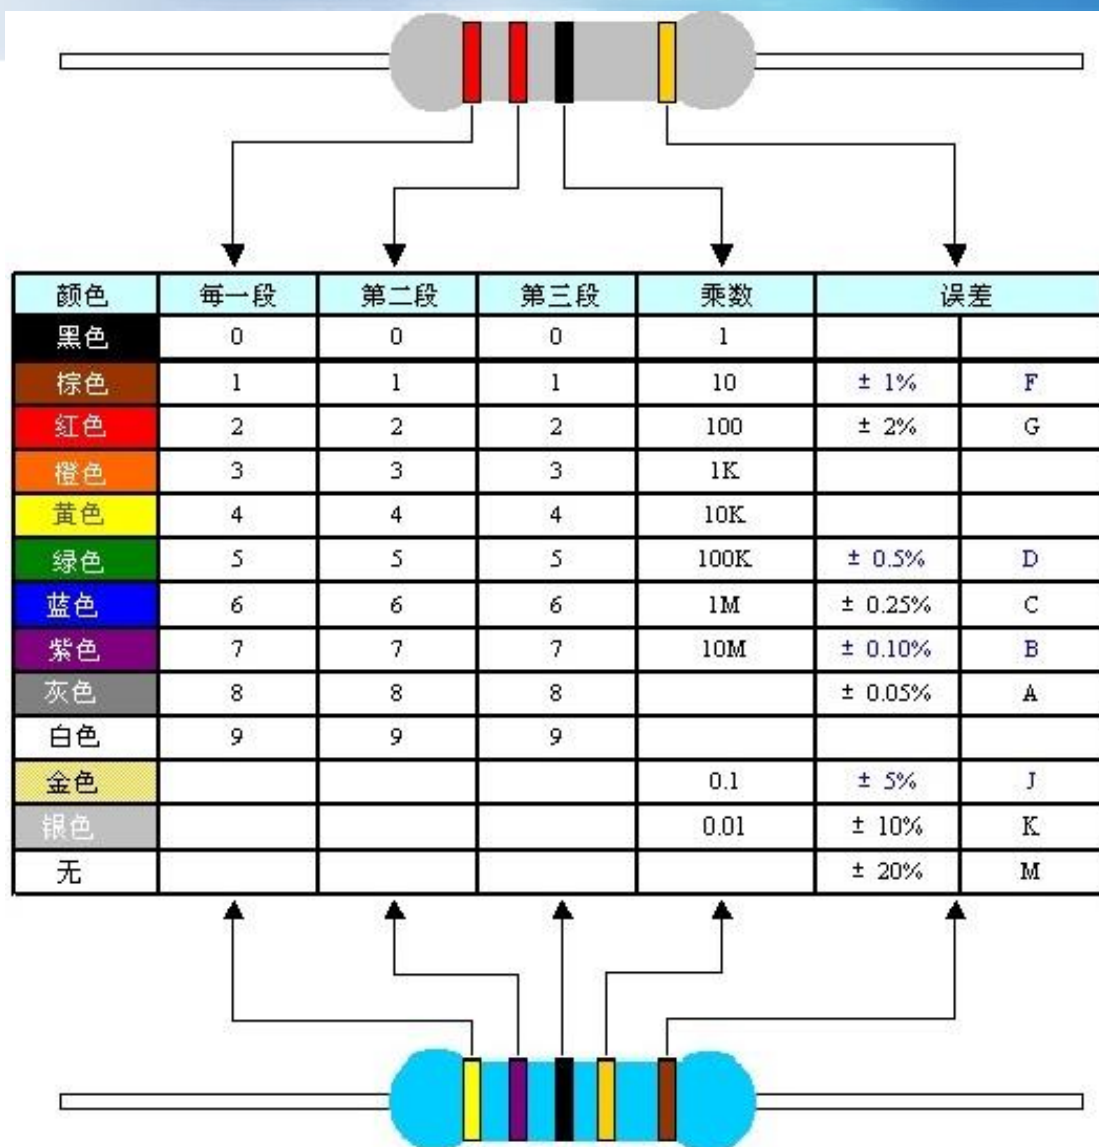 颜色 每一段 第二段 第三段 乘数 误差
黑色 0 0 0 1
棕色 1 1 1 10 ± 1% F
红色 2 2 2 100 ± 2% G
橙色 3 3 3 1K
黄色 4 4 4 10K
绿色 5 5 5 100K ± 0.5% D
蓝色 6 6 6 1M ± 0.25% C
紫色 7 7 7 10M ± 0.10% B
灰色 8 8 8 ± 0.05% A
白色 9 9 9
金色 0.1 ± 5% J
银色 0.01 ± 10% K
无 ± 20% M